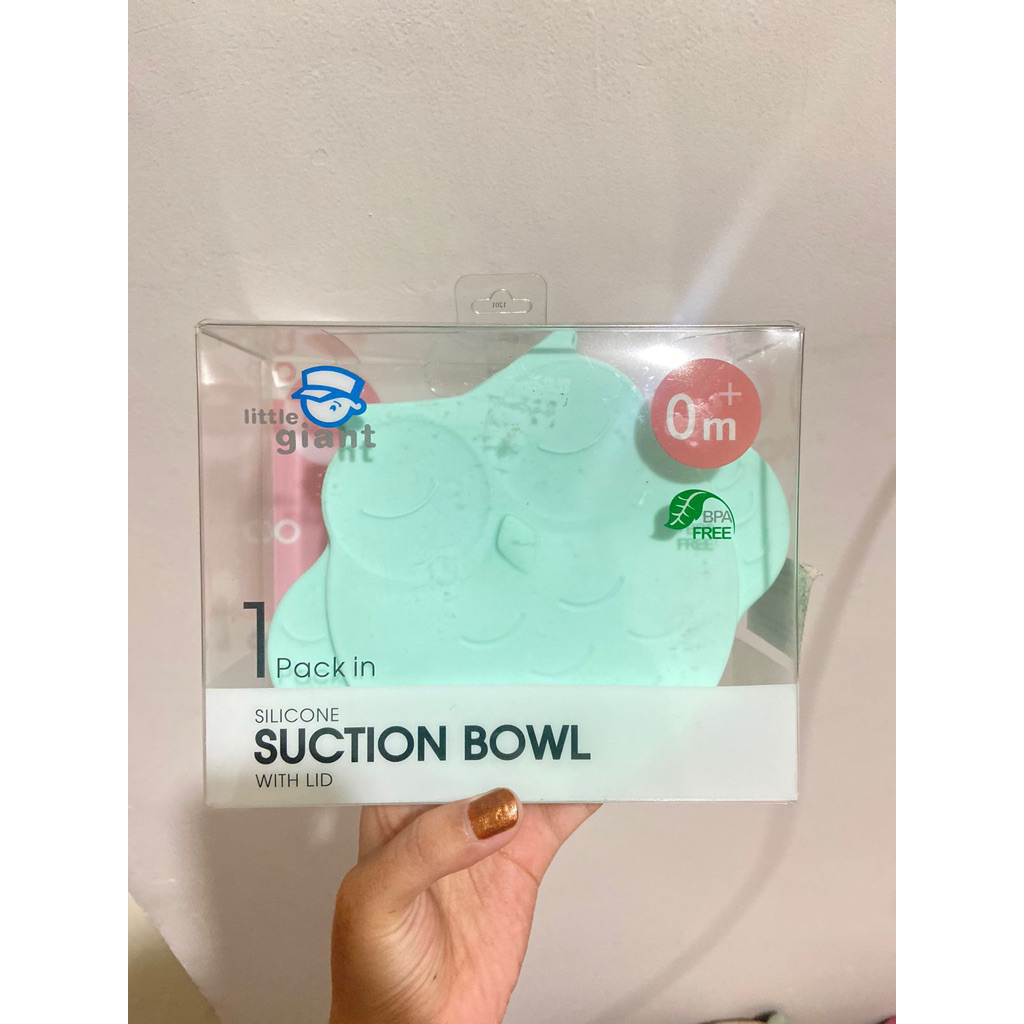 little
giant
0m+
BPA
FREE
1 Pack in
SILICONE
SUCTION BOWL
WITH LID